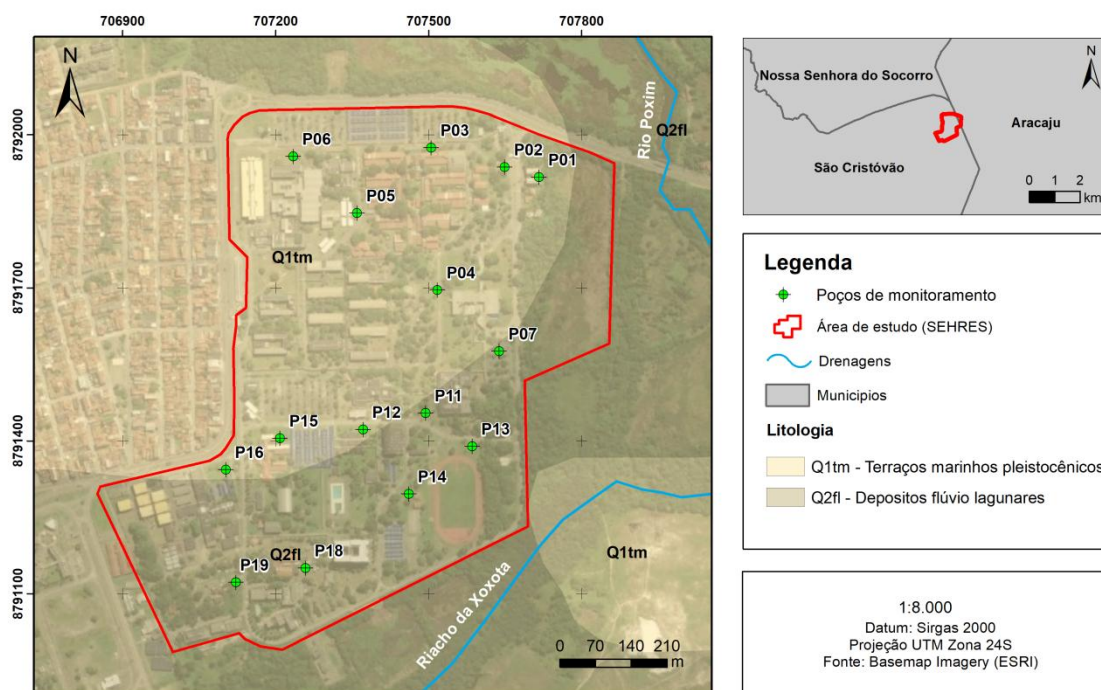 706900
707200
707500
707800
8792000
8791700
8791400
8791100
N
P06
P03
P02
P01
P05
Q1tm
P04
P07
P11
P12
P15
P13
P16
P14
P18
Q2fl
P19
Rio Poxim
Q2fl
Riacho da Xoxota
Q1tm
0 70 140 210
m
N
Nossa Senhora do Socorro
Aracaju
São Cristóvão
0 1 2
km
Legenda
Poços de monitoramento
Área de estudo (SEHRES)
Drenagens
Municipios
Litologia
Q1tm - Terraços marinhos pleistocênicos
Q2fl - Depositos flúvio lagunares
1:8.000
Datum: Sirgas 2000
Projeção UTM Zona 24S
Fonte: Basemap Imagery (ESRI)